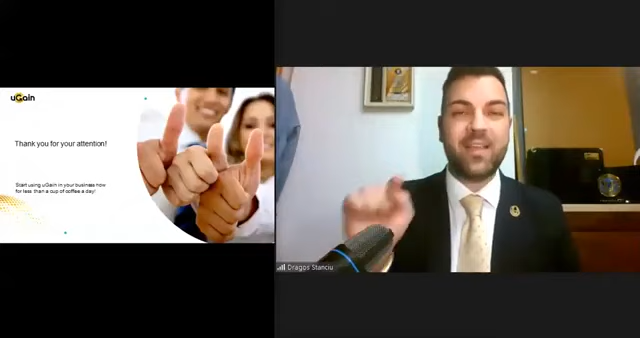 uGain
Thank you for your attention!
Start using uGain in your business now
for less than a cup of coffee a day!
Dragos Stanciu